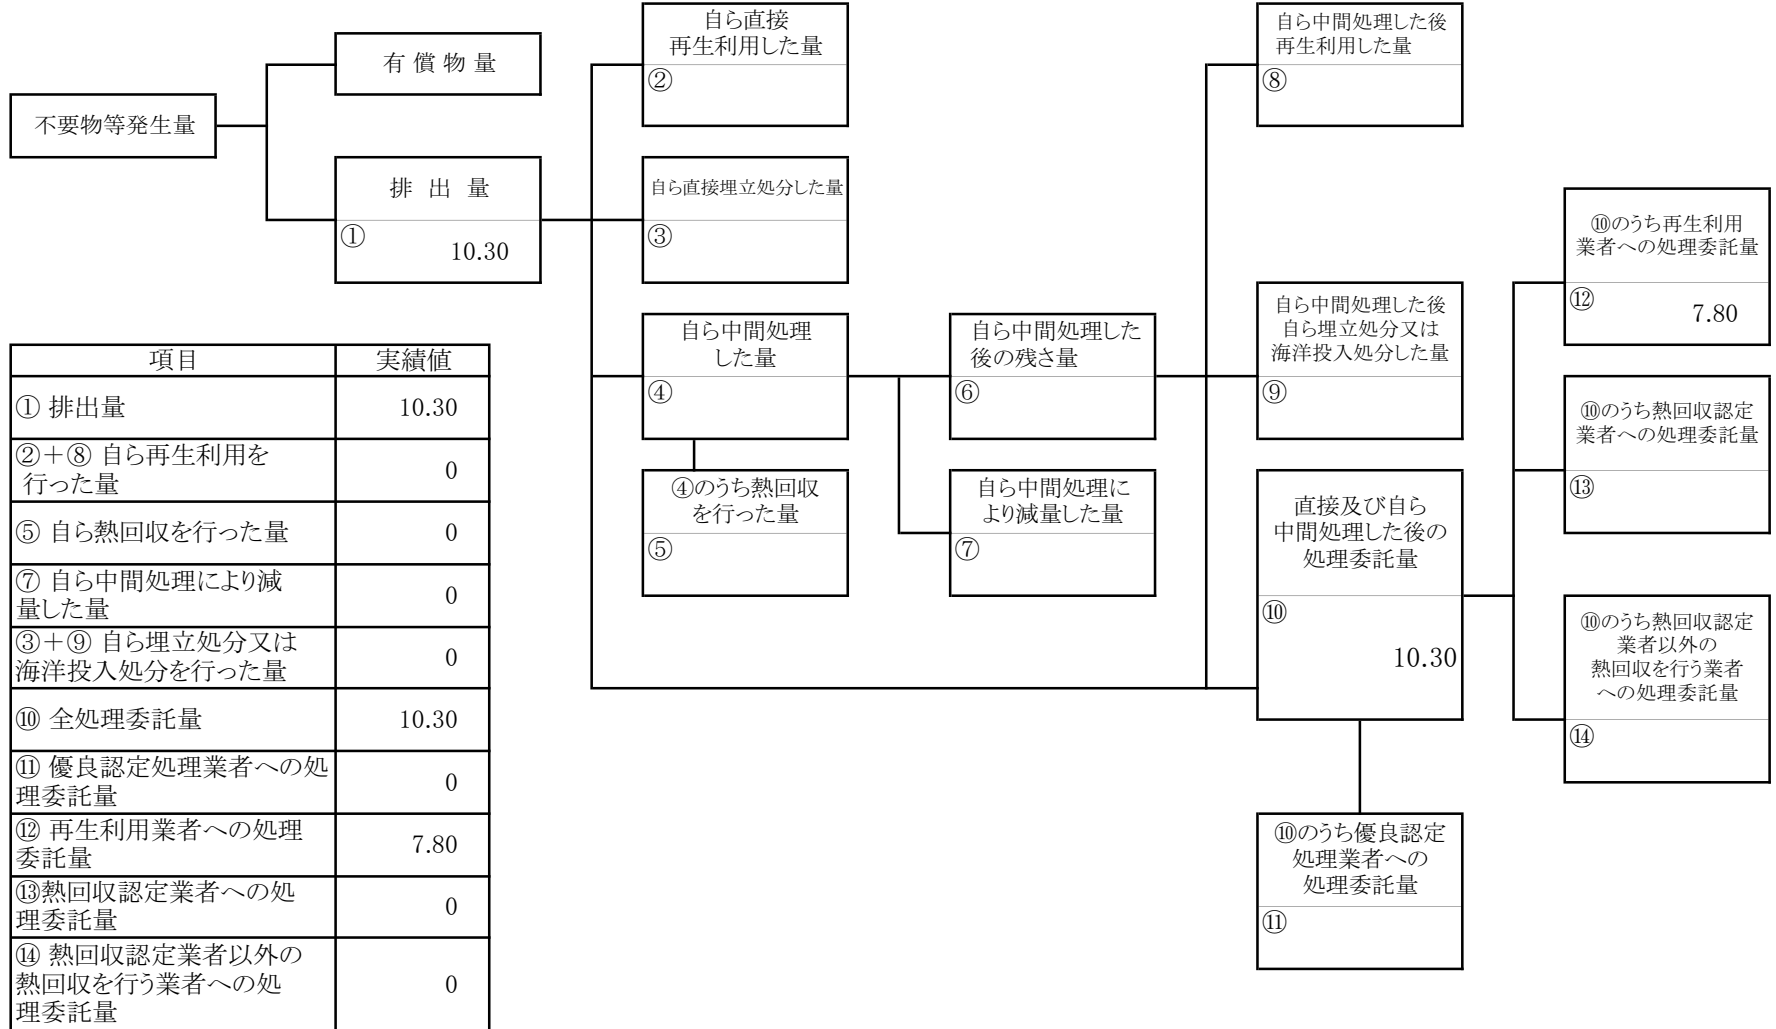 不要物等発生量
有償物量
排出量
①
10.30
自ら直接
再生利用した量
②
自ら直接埋立処分した量
③
自ら中間処理
した量
④
④のうち熱回収
を行った量
⑤
自ら中間処理した
後の残さ量
⑥
自ら中間処理に
より減量した量
⑦
自ら中間処理した後
再生利用した量
⑧
自ら中間処理した後
自ら埋立処分又は
海洋投入処分した量
⑨
直接及び自ら
中間処理した後の
処理委託量
⑩
10.30
⑩のうち優良認定
処理業者への
処理委託量
⑪
⑩のうち再生利用
業者への処理委託量
⑫
7.80
⑩のうち熱回収認定
業者への処理委託量
⑬
⑩のうち熱回収認定
業者以外の
熱回収を行う業者
への処理委託量
⑭
項目 実績値
① 排出量 10.30
②+⑧ 自ら再生利用を
行った量 0
⑤ 自ら熱回収を行った量 0
⑦ 自ら中間処理により減
量した量 0
③+⑨ 自ら埋立処分又は
海洋投入処分を行った量 0
⑩ 全処理委託量 10.30
⑪ 優良認定処理業者への処
理委託量 0
⑫ 再生利用業者への処理
委託量 7.80
⑬熱回収認定業者への処
理委託量 0
⑭ 熱回収認定業者以外の
熱回収を行う業者への処
理委託量 0